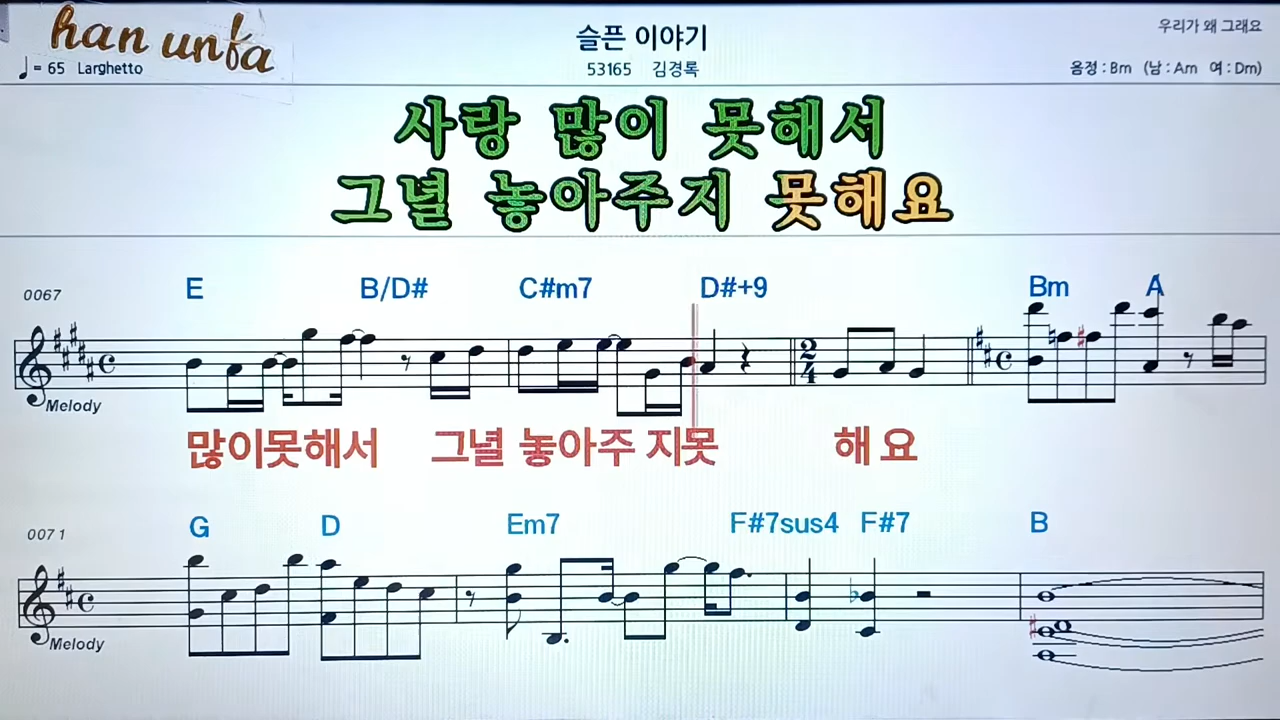 han unfa
슬픈 이야기
우리가 왜 그래요
♩= 65 Larghetto
53165 김경록
음정 : Bm (남 : Am 여 : Dm)
사랑 많이 못해서
그녈 놓아주지 못해요
0067 E B/D# C#m7 D#+9 Bm A
2
4
Melody
많이못해서 그녈 놓아주 지못 해 요
0071 G D Em7 F#7sus4 F#7 B
Melody